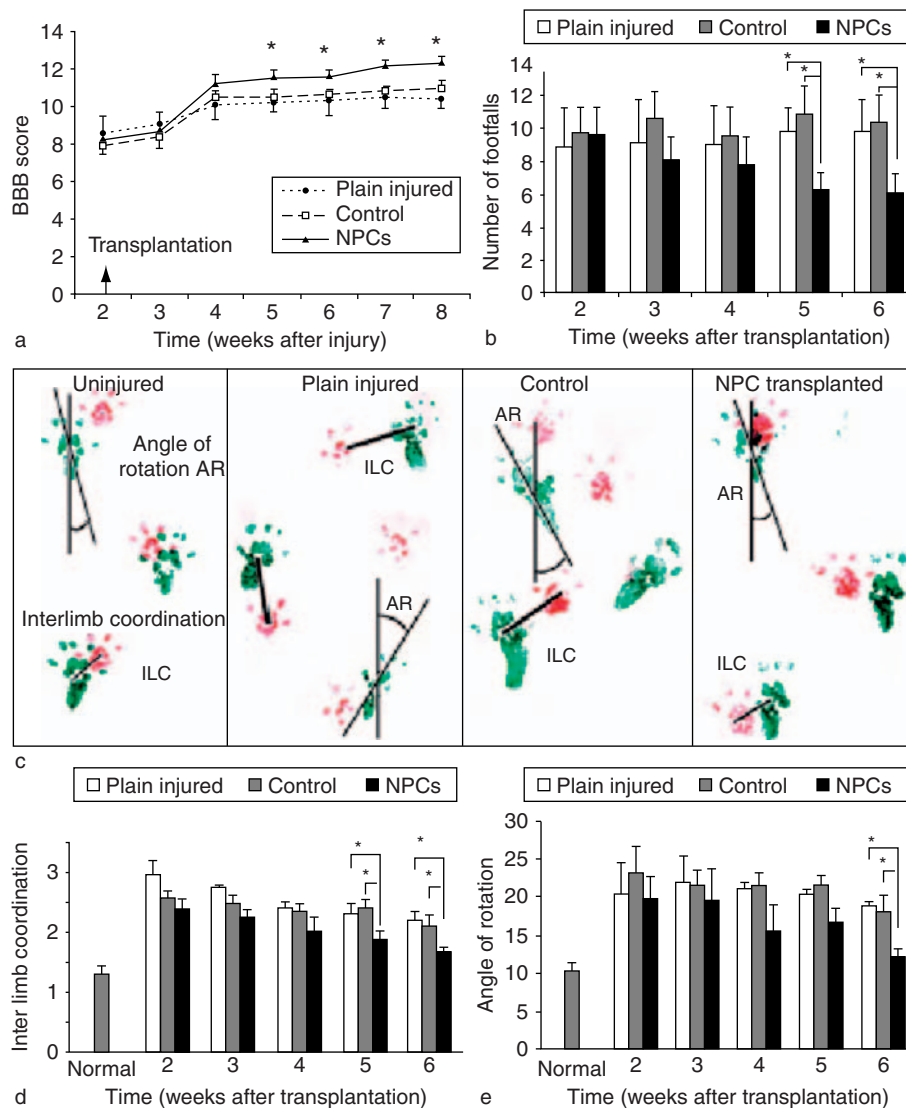 14
12
10
8
6
4
2
0
BBB score
* * * *
Plain injured
Control
NPCs
Transplantation
2 3 4 5 6 7 8
Time (weeks after injury)
a
Plain injured Control NPCs
14
12
10
8
6
4
2
0
Number of footfalls
* * * *
2 3 4 5 6
Time (weeks after transplantation)
b
Uninjured
Angle of
rotation AR
Interlimb coordination
ILC
Plain injured
ILC
AR
Control
AR
ILC
NPC transplanted
AR
ILC
c
Plain injured Control NPCs
3
2
1
0
Inter limb coordination
* * * *
Normal 2 3 4 5 6
Time (weeks after transplantation)
d
Plain injured Control NPCs
30
25
20
15
10
5
0
Angle of rotation
* *
Normal 2 3 4 5 6
Time (weeks after transplantation)
e